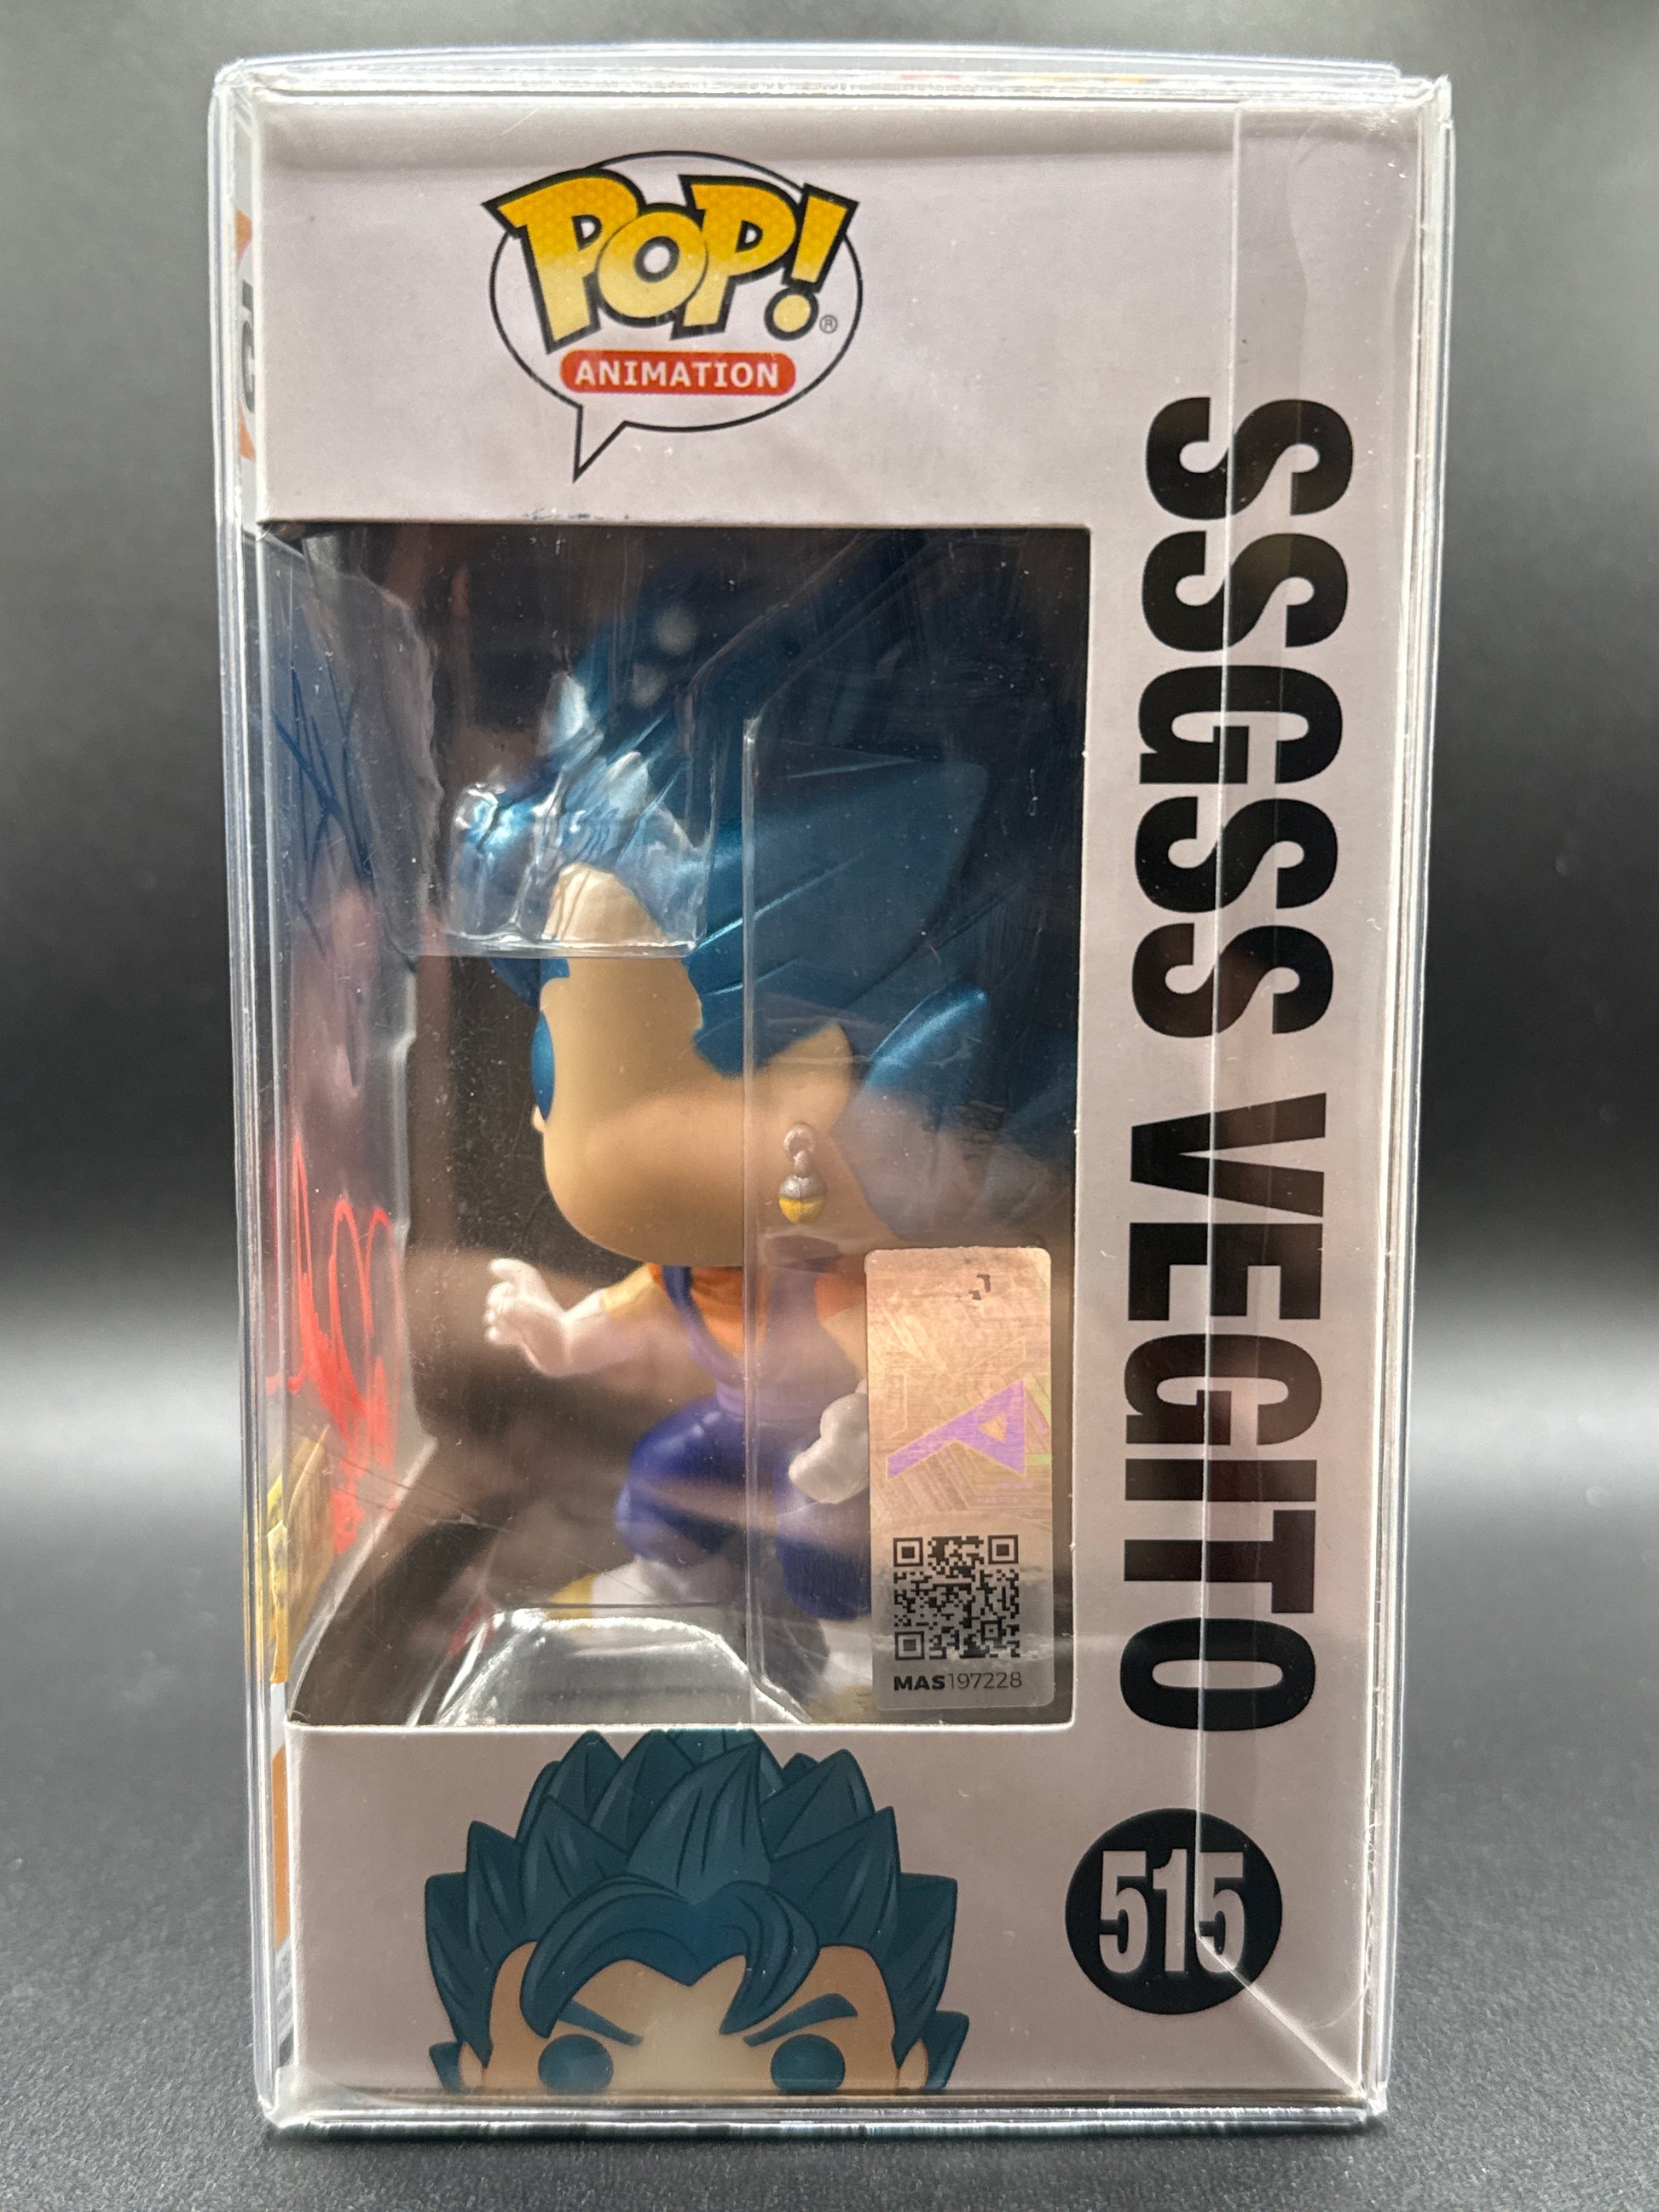 POP!®
ANIMATION
SSGSS VEGITO
MAS197228
515